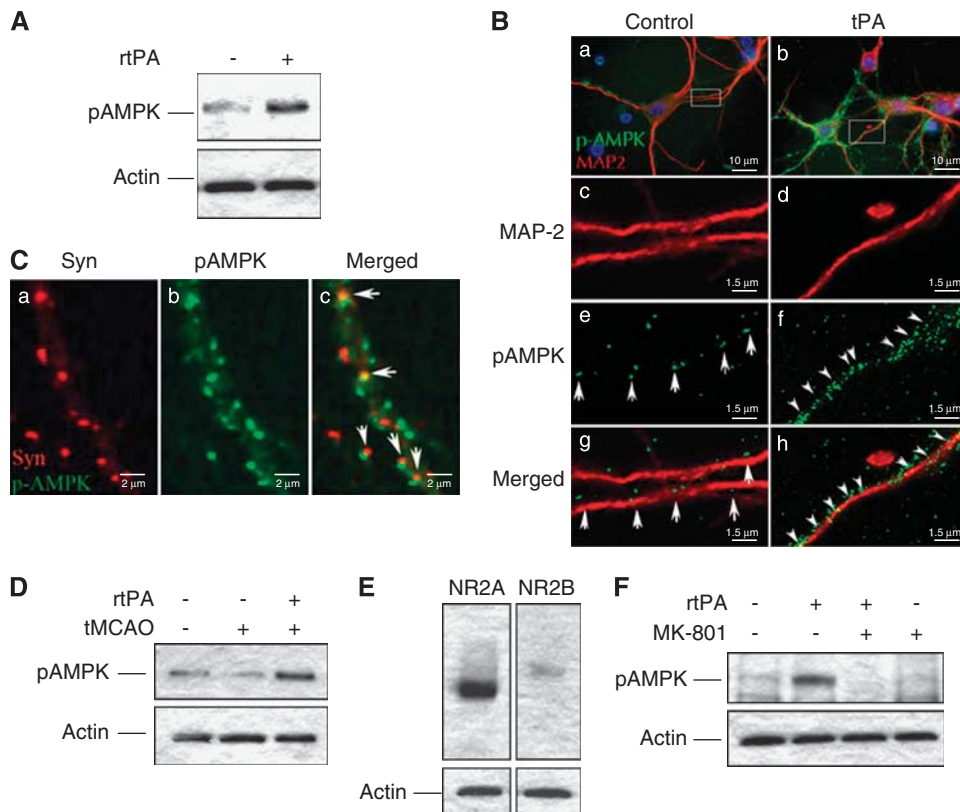 A
rtPA - +
pAMPK
Actin
B
Control tPA
a b
p-AMPK
MAP2
10 µm 10 µm
MAP-2
c d
1.5 µm 1.5 µm
pAMPK
e f
1.5 µm 1.5 µm
Merged
g h
1.5 µm 1.5 µm
C
Syn pAMPK Merged
a b c
Syn
p-AMPK
2 µm 2 µm 2 µm
D
rtPA - - +
tMCAO - + +
pAMPK
Actin
E
NR2A NR2B
Actin
F
rtPA - + + -
MK-801 - - + +
pAMPK
Actin